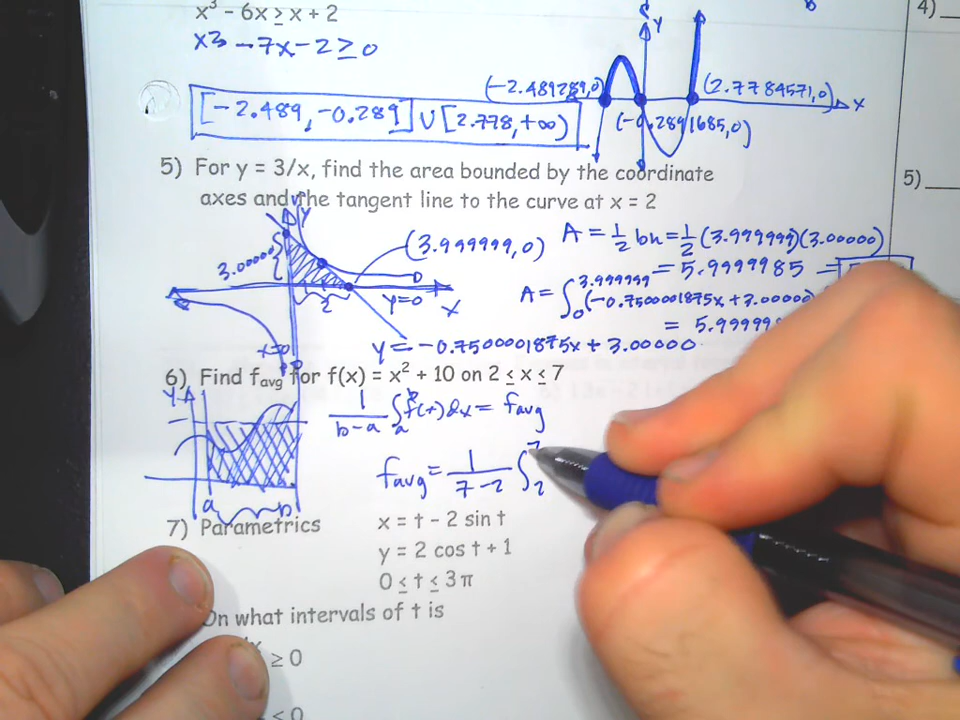 x³ - 6x ≥ x + 2
x3 - 7x - 2 ≥ 0
4)
y
(-2.489289,0)
(2.7784571,0)
x
[-2.489, -0.289] ∪ [2.778, +∞)
(-0.2891685,0)
5) For y = 3/x, find the area bounded by the coordinate
axes and the tangent line to the curve at x = 2
5)
y
(3.999999,0)
A = 1/2 bh = 1/2 (3.999999)(3.00000)
3.00000
= 5.9999985 =
A = ∫₀^3.999999 (-0.7500001875x + 3.00000
2
y=0
x
= 5.99999
x=0
y = -0.7500001875x + 3.00000
6) Find favg for f(x) = x² + 10 on 2 ≤ x ≤ 7
y
1/(b-a) ∫ₐᵇ f(x) dx = favg
favg = 1/(7-2) ∫₂⁷
a b
7) Parametrics
x = t - 2 sin t
y = 2 cos t + 1
0 ≤ t ≤ 3π
On what intervals of t is
≥ 0
≤ 0